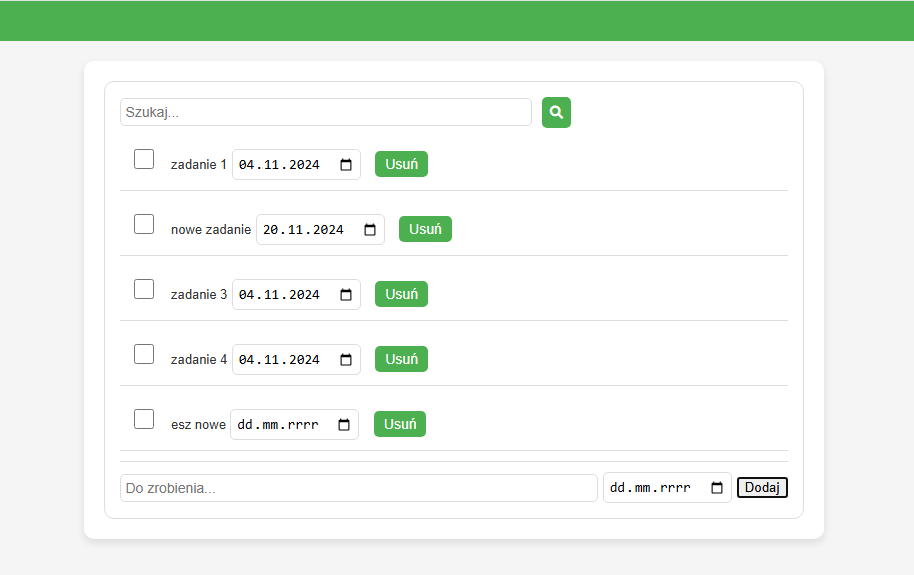 Szukaj...
zadanie 1 04.11.2024 Usuń
nowe zadanie 20.11.2024 Usuń
zadanie 3 04.11.2024 Usuń
zadanie 4 04.11.2024 Usuń
esz nowe dd.mm.rrrr Usuń
Do zrobienia... dd.mm.rrrr Dodaj